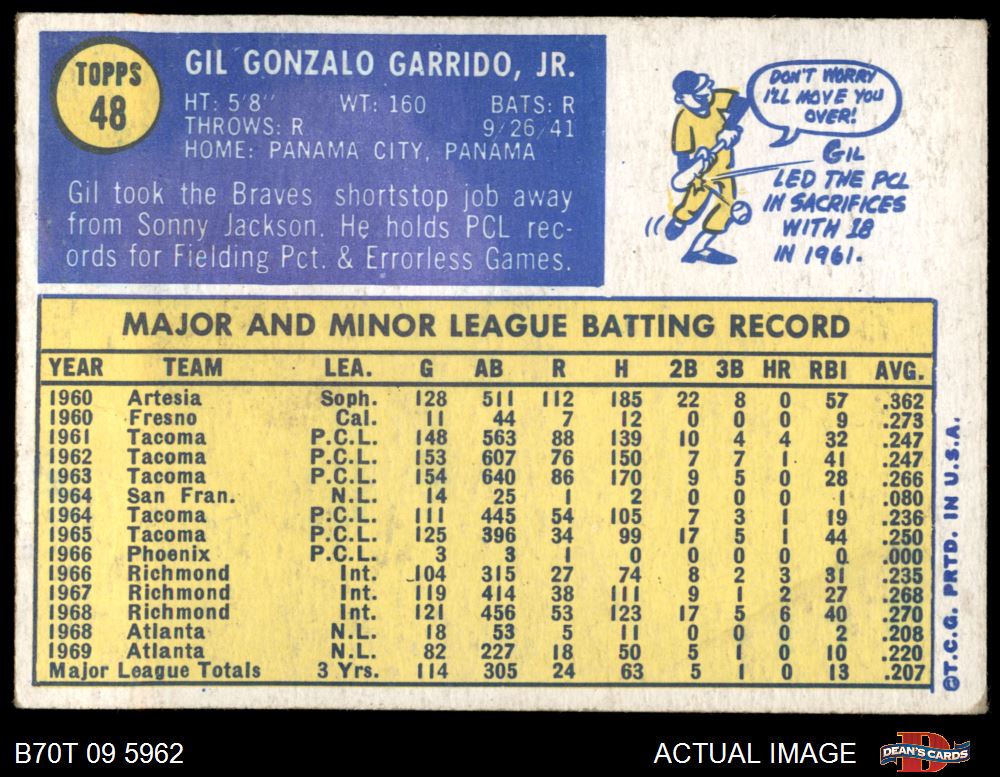 TOPPS
48
GIL GONZALO GARRIDO, JR.
HT: 5'8" WT: 160 BATS: R
THROWS: R 9/26/41
HOME: PANAMA CITY, PANAMA
Gil took the Braves shortstop job away
from Sonny Jackson. He holds PCL rec-
ords for Fielding Pct. & Errorless Games.
DON'T WORRY
I'LL MOVE YOU
OVER!
GIL
LED THE PCL
IN SACRIFICES
WITH 18
IN 1961.
MAJOR AND MINOR LEAGUE BATTING RECORD
YEAR TEAM LEA. G AB R H 2B 3B HR RBI AVG.
1960 Artesia Soph. 128 511 112 185 22 8 0 57 .362
1960 Fresno Cal. 11 44 7 12 0 0 0 9 .273
1961 Tacoma P.C.L. 148 563 88 139 10 4 4 32 .247
1962 Tacoma P.C.L. 153 607 76 150 7 7 1 41 .247
1963 Tacoma P.C.L. 154 640 86 170 9 5 0 28 .266
1964 San Fran. N.L. 14 25 1 2 0 0 0 1 .080
1964 Tacoma P.C.L. 111 445 54 105 7 3 1 19 .236
1965 Tacoma P.C.L. 125 396 34 99 17 5 1 44 .250
1966 Phoenix P.C.L. 3 3 1 0 0 0 0 0 .000
1966 Richmond Int. 104 315 27 74 8 2 3 31 .235
1967 Richmond Int. 119 414 38 111 9 1 2 27 .268
1968 Richmond Int. 121 456 53 123 17 5 0 40 .270
1968 Atlanta N.L. 18 53 5 11 0 0 0 2 .208
1969 Atlanta N.L. 82 227 18 50 5 1 0 10 .220
Major League Totals 3 Yrs. 114 305 24 63 5 1 0 13 .207
©T.C.G. PRTD. IN U.S.A.
B70T 09 5962
ACTUAL IMAGE
DEAN'S CARDS